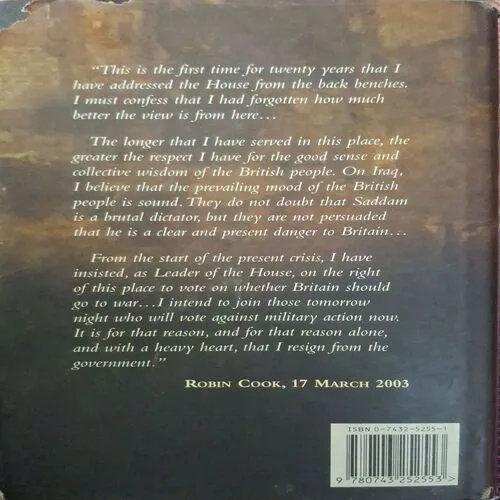 “This is the first time for twenty years that I
have addressed the House from the back benches.
I must confess that I had forgotten how much
better the view is from here...
The longer that I have served in this place, the
greater the respect I have for the good sense and
collective wisdom of the British people. On Iraq,
I believe that the prevailing mood of the British
people is sound. They do not doubt that Saddam
is a brutal dictator, but they are not persuaded
that he is a clear and present danger to Britain...
From the start of the present crisis, I have
insisted, as Leader of the House, on the right
of this place to vote on whether Britain should
go to war...I intend to join those tomorrow
night who will vote against military action now.
It is for that reason, and for that reason alone,
and with a heavy heart, that I resign from the
government.”
ROBIN COOK, 17 MARCH 2003
ISBN 0-7432-5255-1
9 780743 252553 >